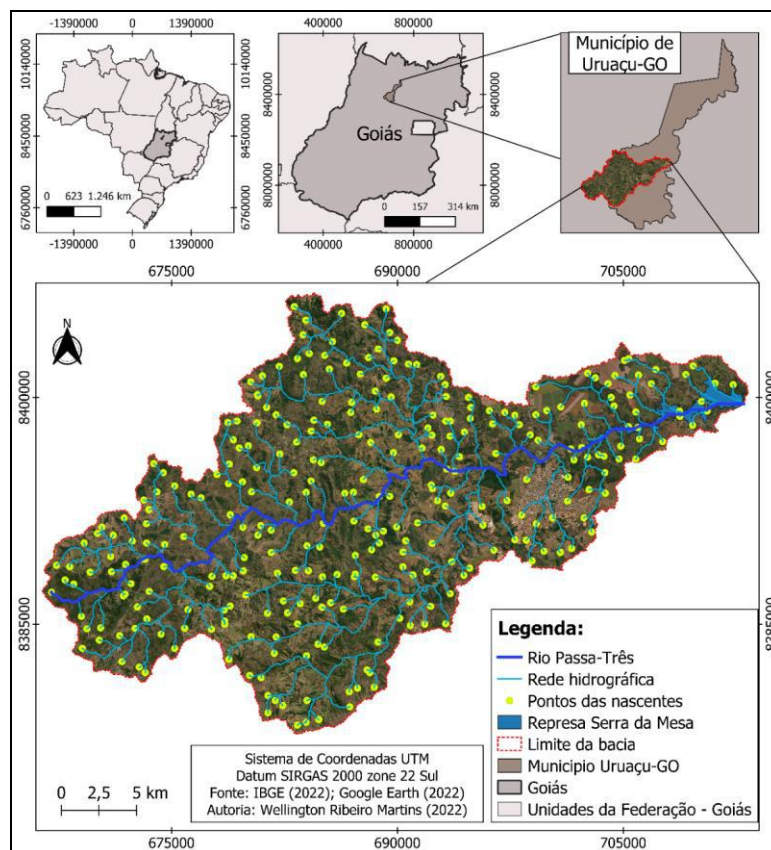 -1390000 0 1390000
400000 800000
Município de
Uruaçu-GO
10140000
8450000
6760000
10140000
8450000
6760000
0 623 1.246 km
-1390000 0 1390000
8400000
8000000
Goiás
8400000
8000000
0 157 314 km
400000 800000
675000 690000 705000
N
8400000
8385000
8400000
8385000
Legenda:
Rio Passa-Três
Rede hidrográfica
Pontos das nascentes
Represa Serra da Mesa
Limite da bacia
Municipio Uruaçu-GO
Goiás
Unidades da Federação - Goiás
Sistema de Coordenadas UTM
Datum SIRGAS 2000 zone 22 Sul
Fonte: IBGE (2022); Google Earth (2022)
Autoria: Wellington Ribeiro Martins (2022)
0 2,5 5 km
675000 690000 705000